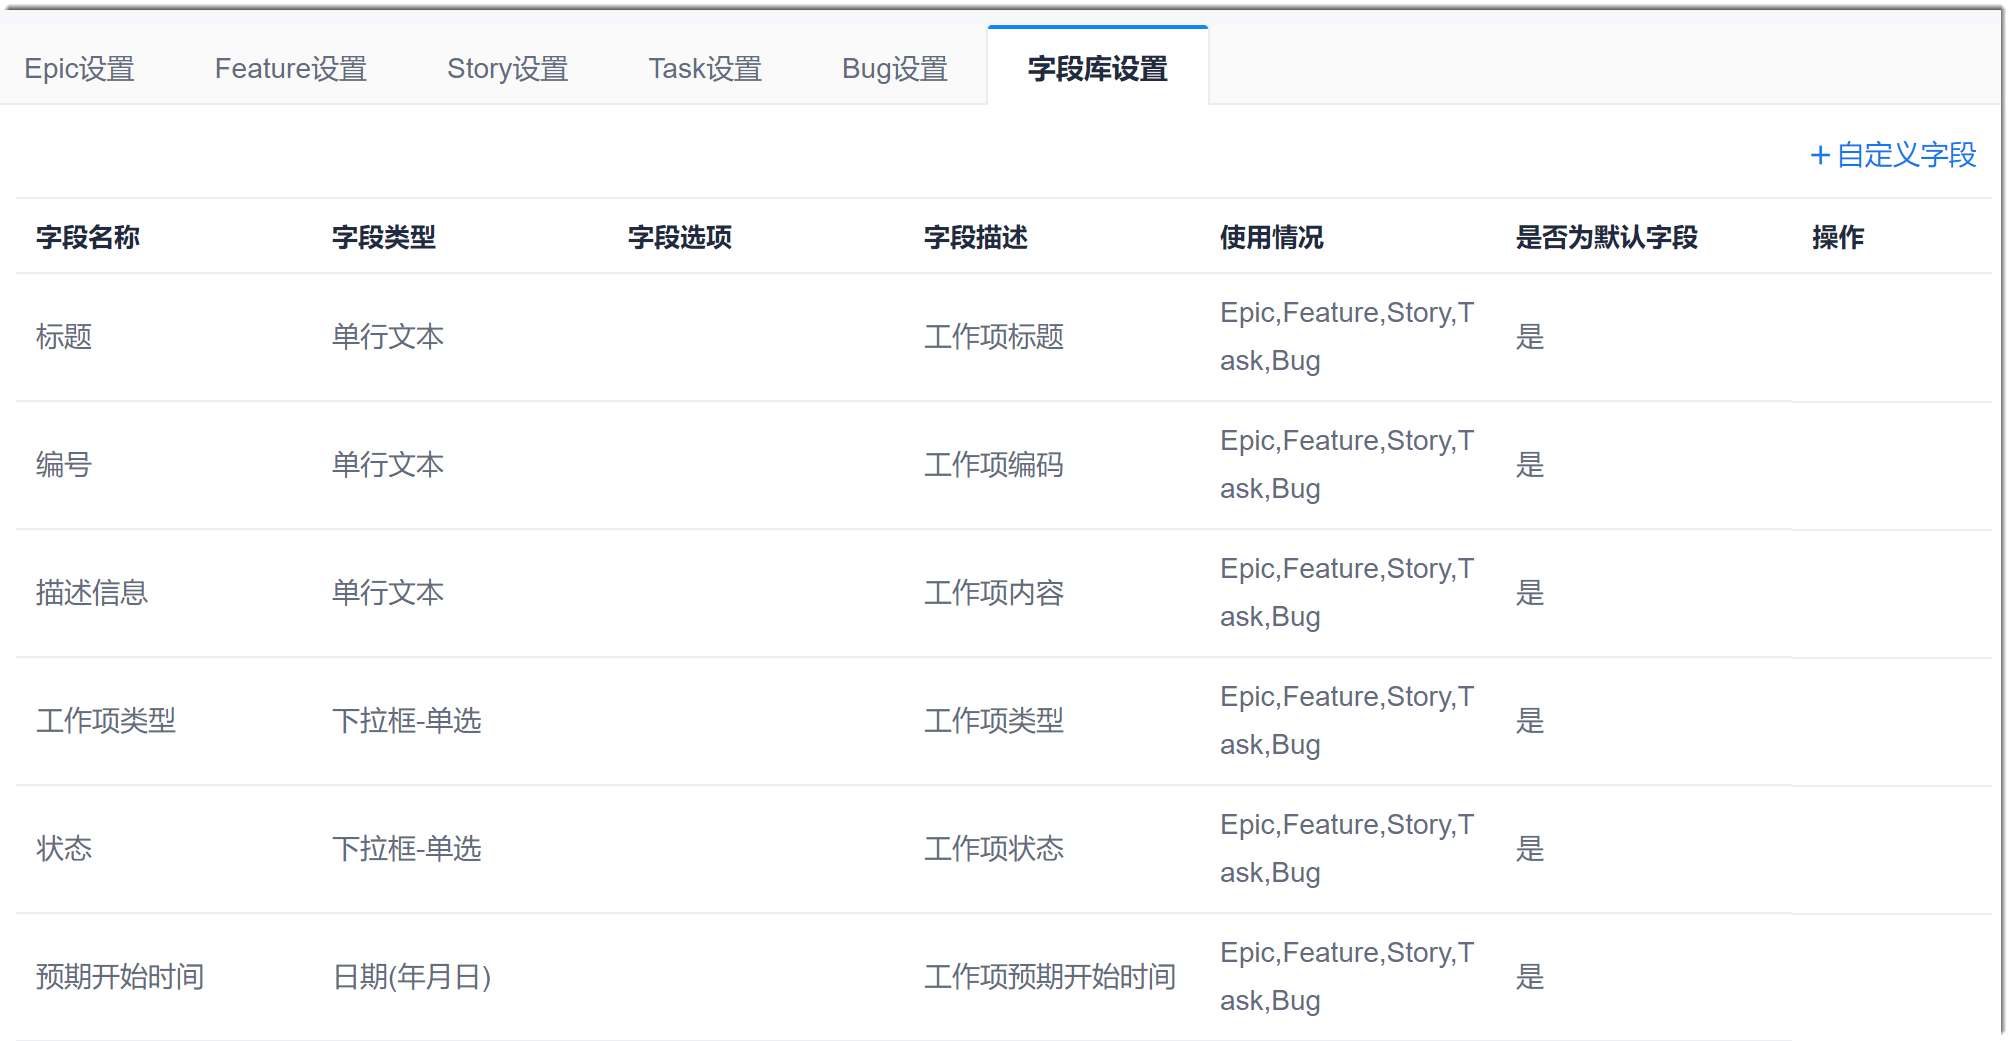 Epic设置 Feature设置 Story设置 Task设置 Bug设置 字段库设置
+ 自定义字段
字段名称 字段类型 字段选项 字段描述 使用情况 是否为默认字段 操作
标题 单行文本 工作项标题 Epic,Feature,Story,T
ask,Bug 是
编号 单行文本 工作项编码 Epic,Feature,Story,T
ask,Bug 是
描述信息 单行文本 工作项内容 Epic,Feature,Story,T
ask,Bug 是
工作项类型 下拉框-单选 工作项类型 Epic,Feature,Story,T
ask,Bug 是
状态 下拉框-单选 工作项状态 Epic,Feature,Story,T
ask,Bug 是
预期开始时间 日期(年月日) 工作项预期开始时间 Epic,Feature,Story,T
ask,Bug 是